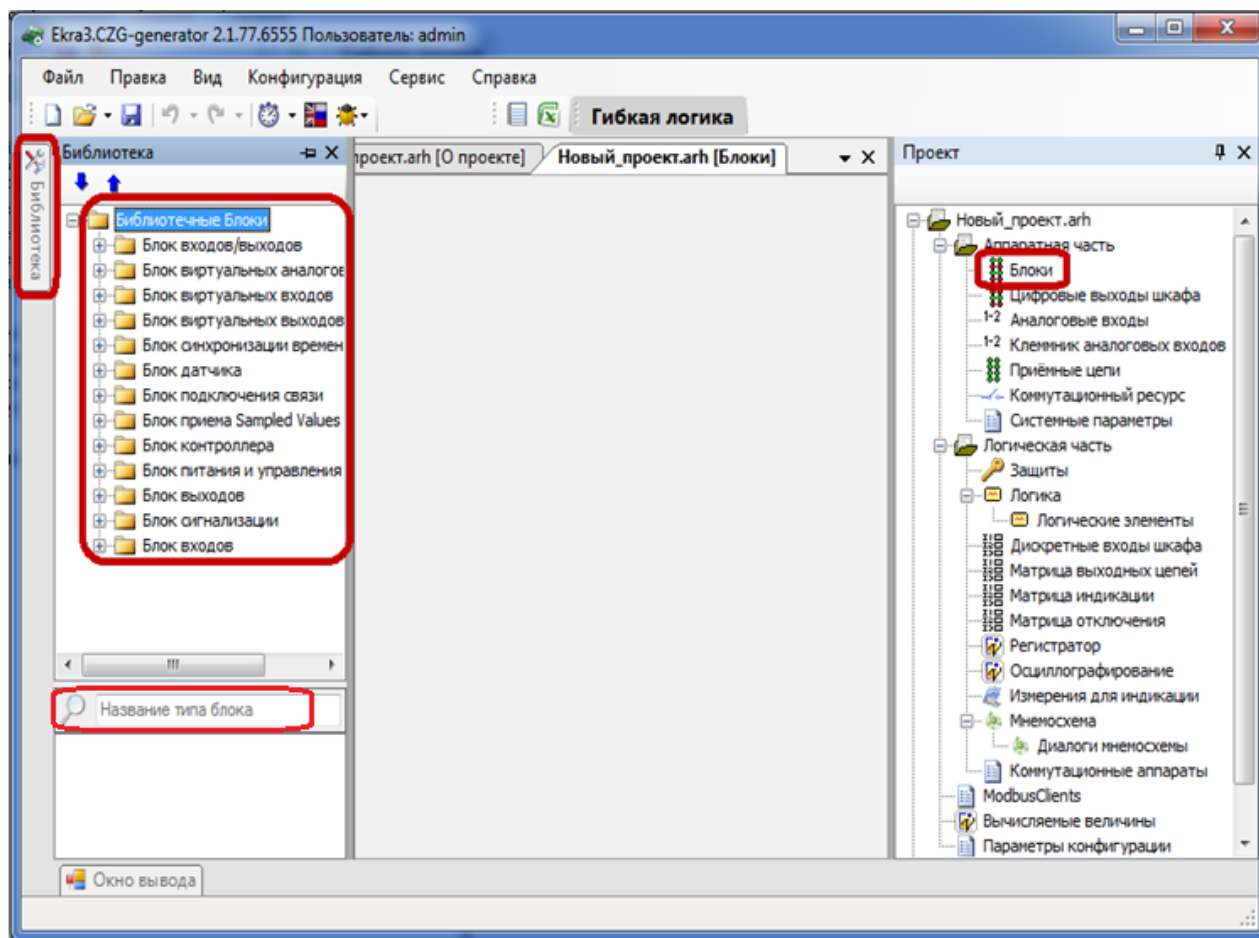 Ekra3.CZG-generator 2.1.77.6555 Пользователь: admin
Файл Правка Вид Конфигурация Сервис Справка
Гибкая логика
Библиотека
Библиотека
Библиотечные Блоки
Блок входов/выходов
Блок виртуальных аналогов
Блок виртуальных входов
Блок виртуальных выходов
Блок синхронизации времен
Блок датчика
Блок подключения связи
Блок приема Sampled Values
Блок контроллера
Блок питания и управления
Блок выходов
Блок сигнализации
Блок входов
Название типа блока
проект.arh [О проекте] Новый_проект.arh [Блоки]
Проект
Новый_проект.arh
Аппаратная часть
Блоки
Цифровые выходы шкафа
1-2 Аналоговые входы
1-2 Клеммник аналоговых входов
Приёмные цепи
Коммутационный ресурс
Системные параметры
Логическая часть
Защиты
Логика
Логические элементы
Дискретные входы шкафа
Матрица выходных цепей
Матрица индикации
Матрица отключения
Регистратор
Осциллографирование
Измерения для индикации
Мнемосхема
Диалоги мнемосхемы
Коммутационные аппараты
ModbusClients
Вычисляемые величины
Параметры конфигурации
Окно вывода